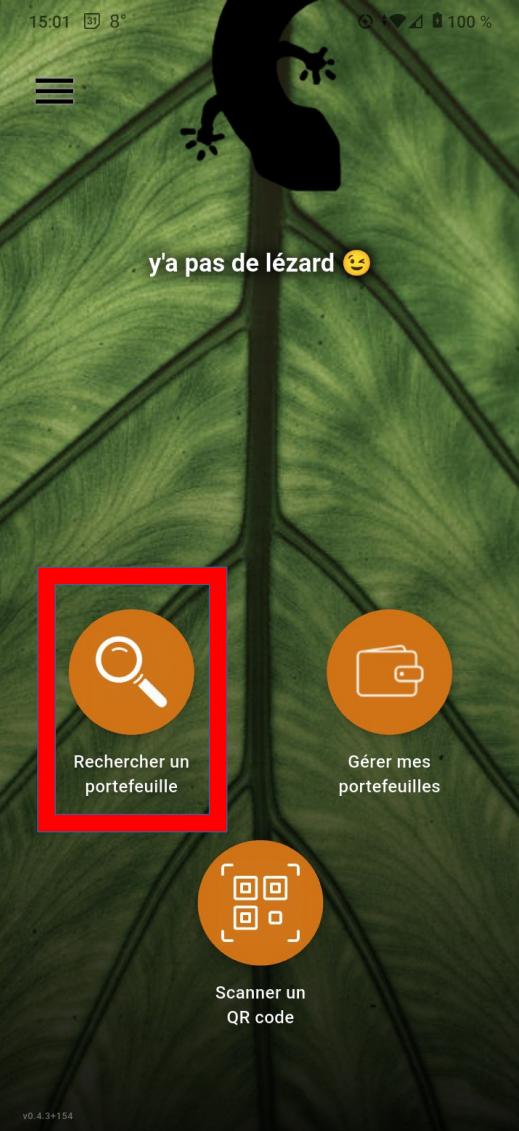 15:01 31 8° 100 %
y'a pas de lézard 😉
Rechercher un
portefeuille
Gérer mes
portefeuilles
Scanner un
QR code
v0.4.3+154